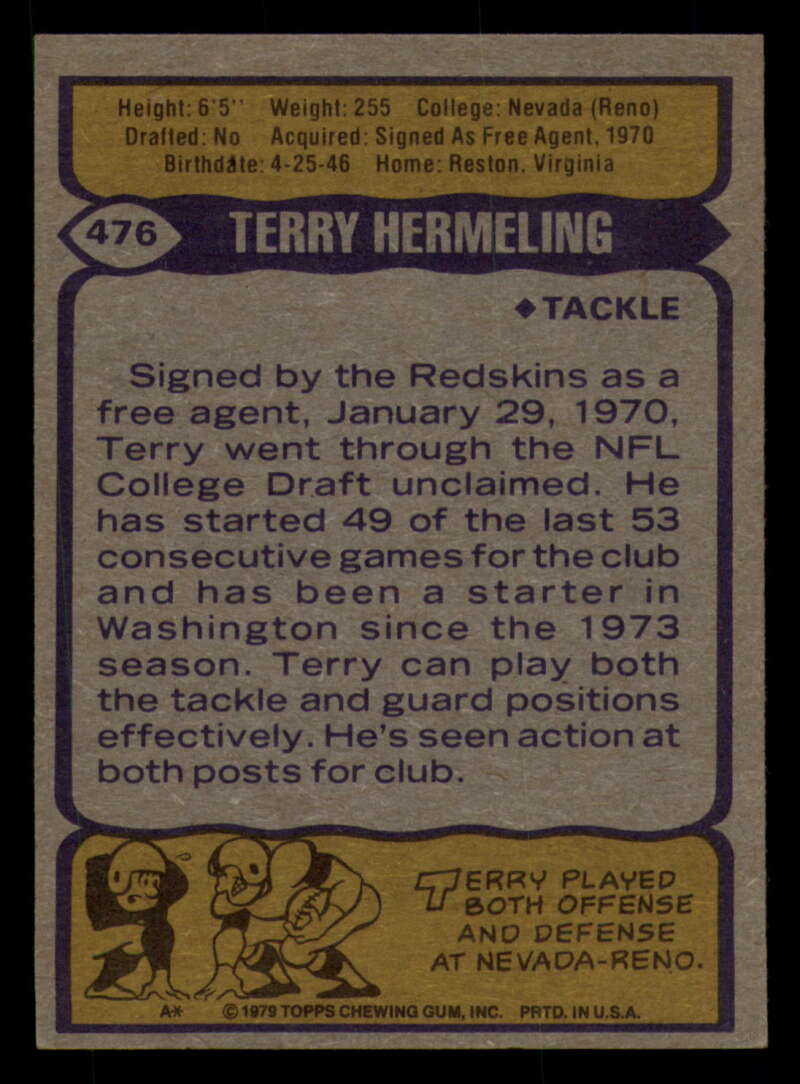 Height: 6'5" Weight: 255 College: Nevada (Reno)
Drafted: No Acquired: Signed As Free Agent, 1970
Birthdate: 4-25-46 Home: Reston, Virginia
476 TERRY HERMELING
♦TACKLE
Signed by the Redskins as a
free agent, January 29, 1970,
Terry went through the NFL
College Draft unclaimed. He
has started 49 of the last 53
consecutive games for the club
and has been a starter in
Washington since the 1973
season. Terry can play both
the tackle and guard positions
effectively. He's seen action at
both posts for club.
TERRY PLAYED
BOTH OFFENSE
AND DEFENSE
AT NEVADA-RENO.
A* ©1979 TOPPS CHEWING GUM, INC. PRTD. IN U.S.A.